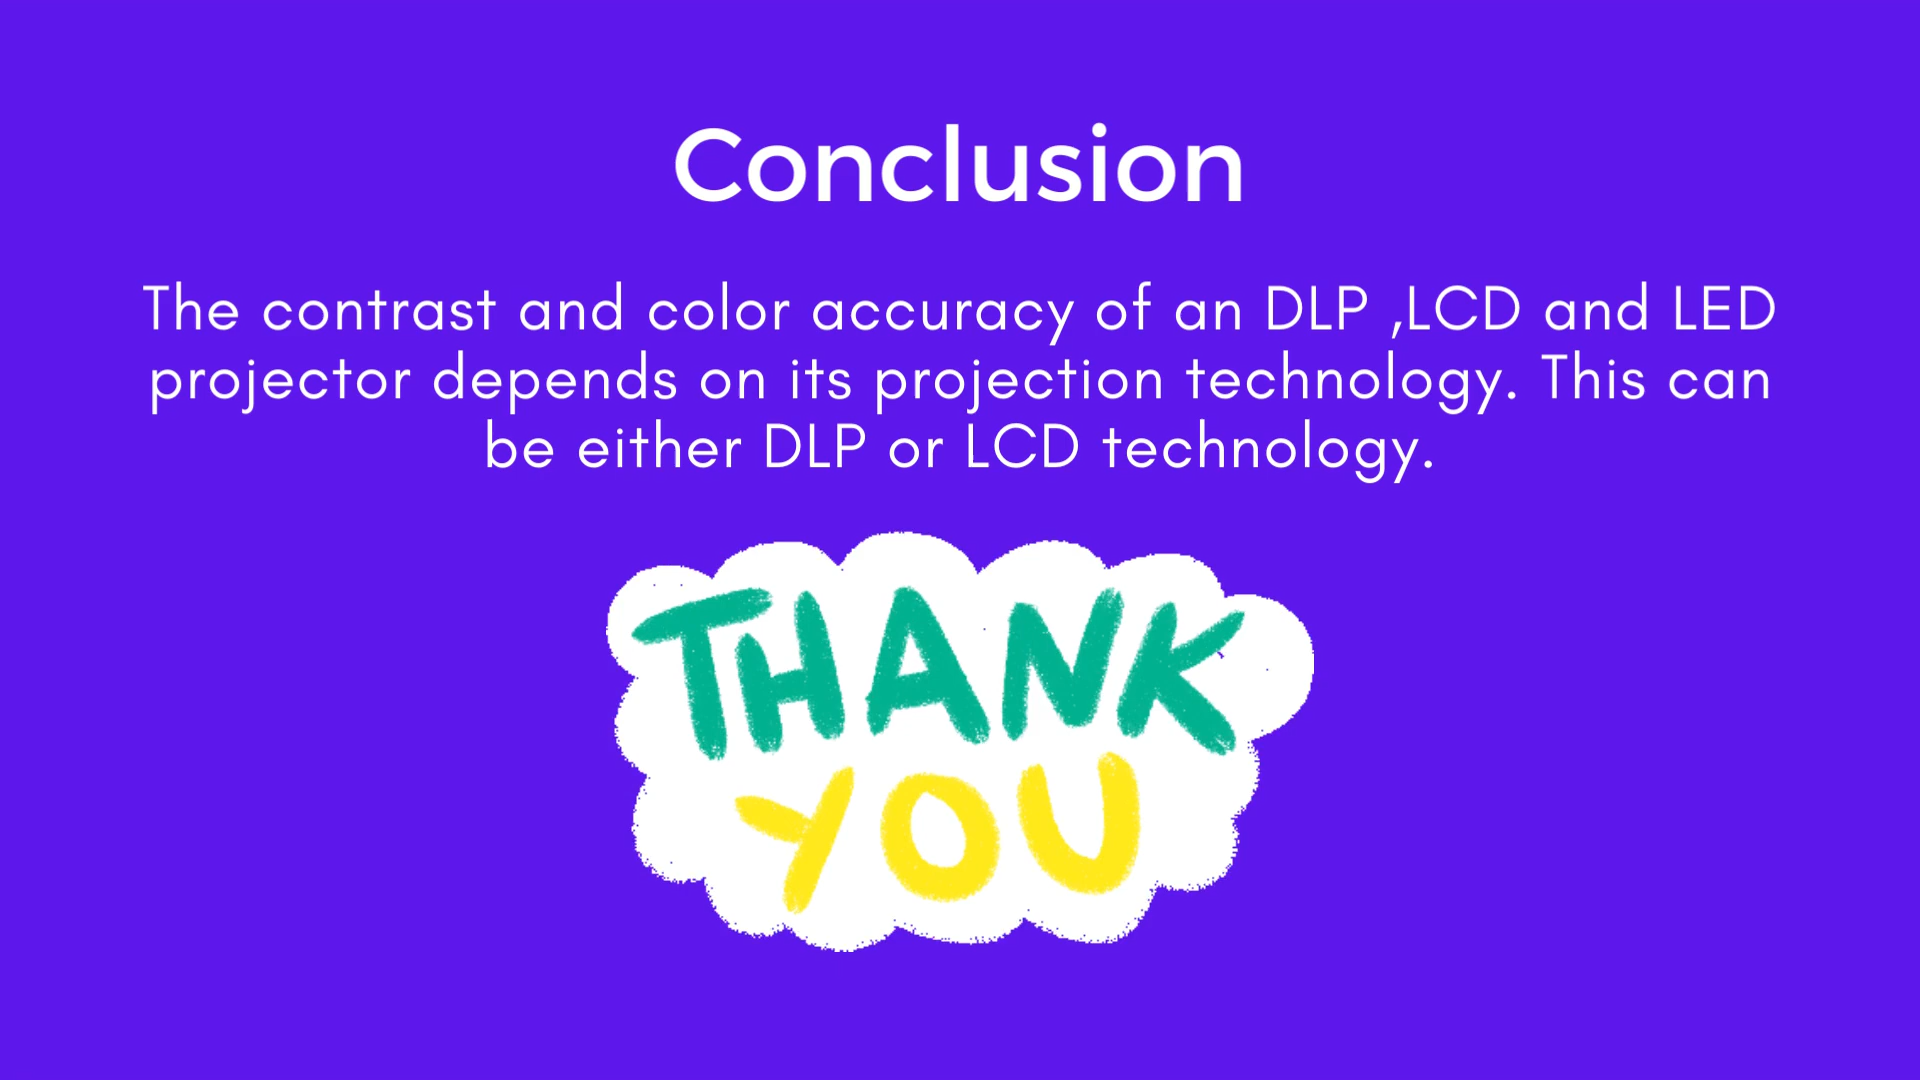 Conclusion
The contrast and color accuracy of an DLP ,LCD and LED
projector depends on its projection technology. This can
be either DLP or LCD technology.
THANK
YOU